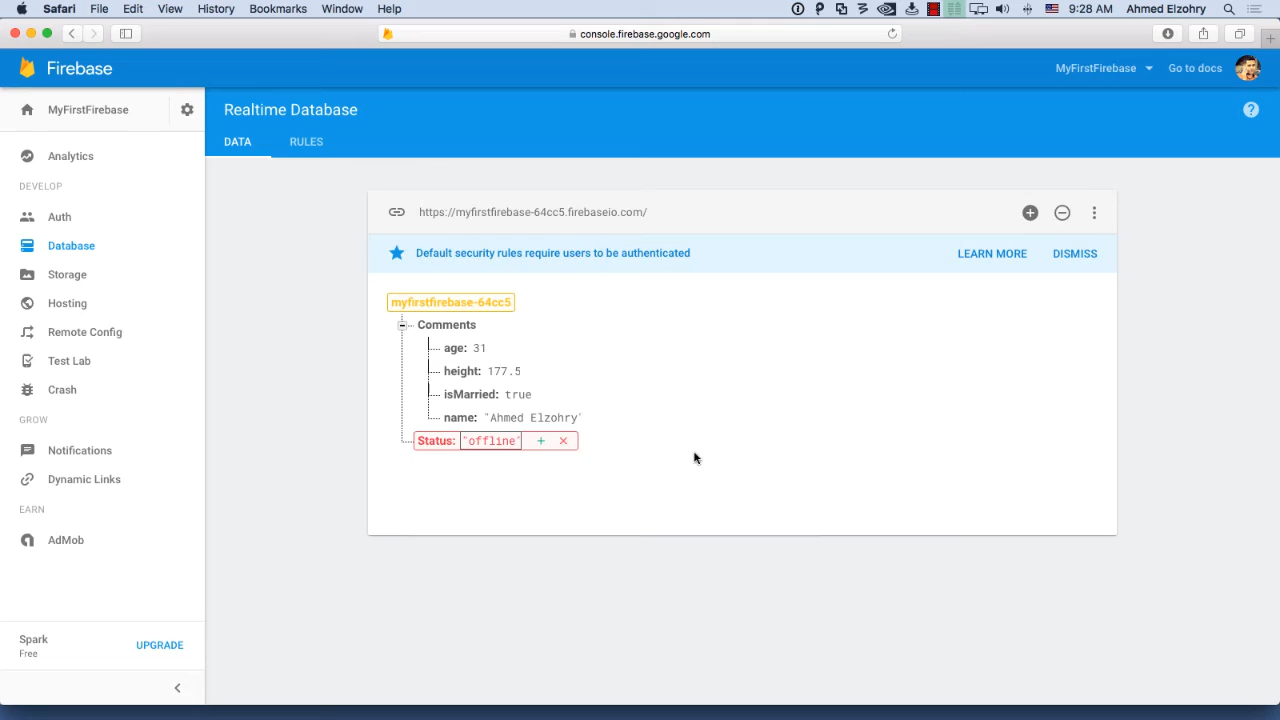 Safari File Edit View History Bookmarks Window Help 9:28 AM Ahmed Elzohry
console.firebase.google.com
Firebase MyFirstFirebase Go to docs
MyFirstFirebase
Realtime Database
DATA RULES
Analytics
DEVELOP
Auth
Database
Storage
Hosting
Remote Config
Test Lab
Crash
GROW
Notifications
Dynamic Links
EARN
AdMob
Spark
Free
UPGRADE
https://myfirstfirebase-64cc5.firebaseio.com/
Default security rules require users to be authenticated LEARN MORE DISMISS
myfirstfirebase-64cc5
Comments
age: 31
height: 177.5
isMarried: true
name: "Ahmed Elzohry"
Status: "offline"